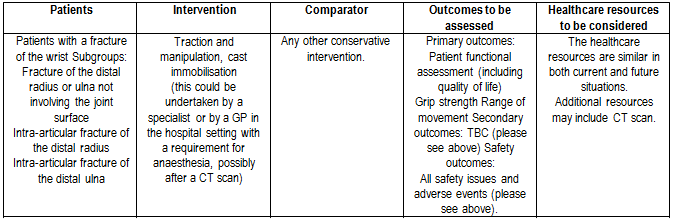 Patients
Intervention
Comparator
Outcomes to be
assessed
Healthcare resources
to be considered
Patients with a fracture
of the wrist Subgroups:
Fracture of the distal
radius or ulna not
involving the joint
surface
Intra-articular fracture of
the distal radius
Intra-articular fracture of
the distal ulna
Traction and
manipulation, cast
immobilisation
(this could be
undertaken by a
specialist or by a GP in
the hospital setting with
a requirement for
anaesthesia, possibly
after a CT scan)
Any other conservative
intervention.
Primary outcomes:
Patient functional
assessment (including
quality of life)
Grip strength Range of
movement Secondary
outcomes: TBC (please
see above) Safety
outcomes:
All safety issues and
adverse events (please
see above).
The healthcare
resources are similar in
both current and future
situations.
Additional resources
may include CT scan.